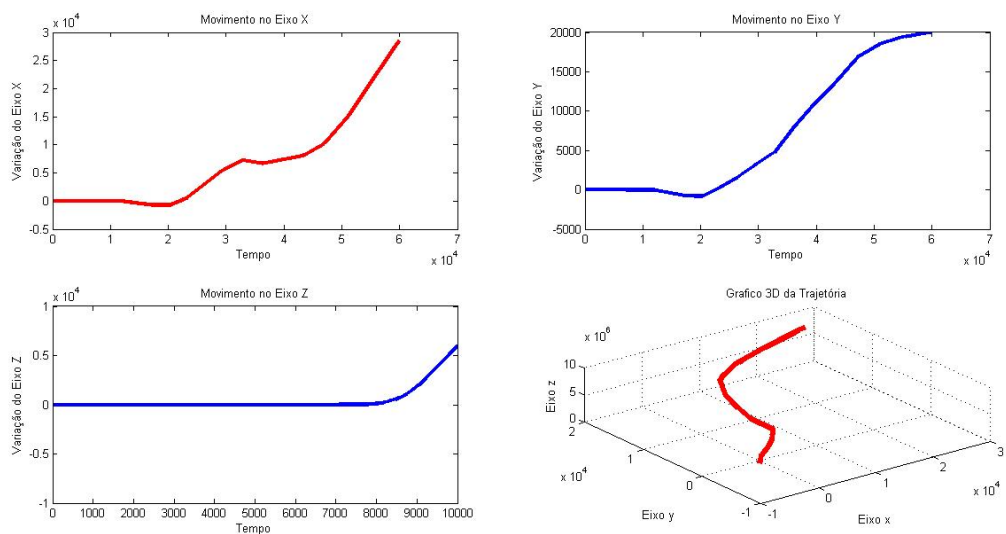 Movimento no Eixo X
x 10^4
Variação do Eixo X
3
2.5
2
1.5
1
0.5
0
-0.5
0 1 2 3 4 5 6 7
Tempo
x 10^4
Movimento no Eixo Y
Variação do Eixo Y
20000
15000
10000
5000
0
-5000
0 1 2 3 4 5 6 7
Tempo
x 10^4
Movimento no Eixo Z
x 10^4
Variação do Eixo Z
1
0.5
0
-0.5
-1
0 1000 2000 3000 4000 5000 6000 7000 8000 9000 10000
Tempo
Grafico 3D da Trajetória
x 10^6
Eixo z
10
5
0
2
1
0
-1
x 10^4
Eixo y
-1
0
1
2
3
x 10^4
Eixo x